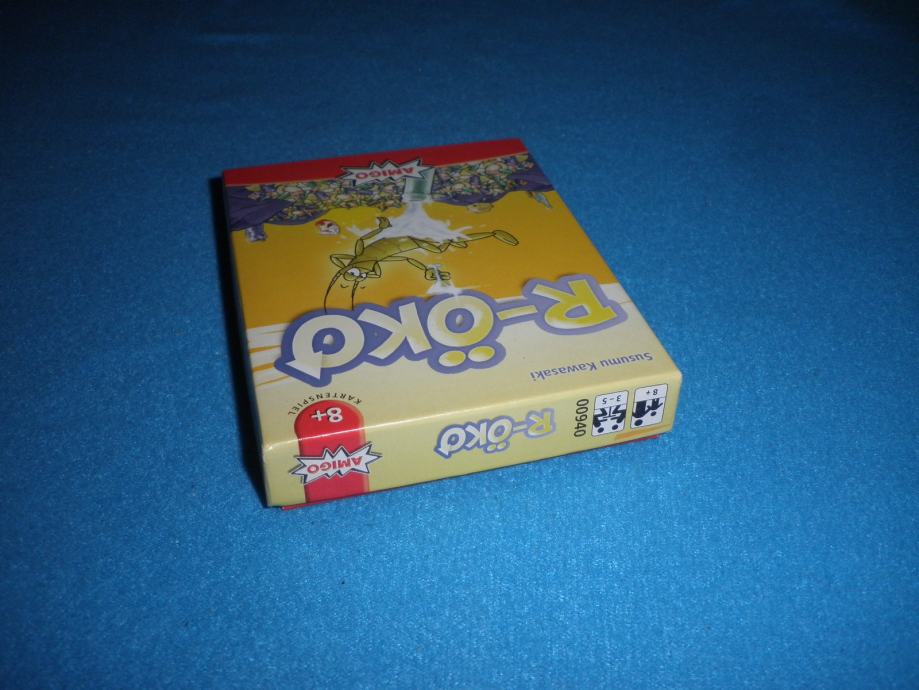 Susumu Kawasaki
R-ÖKO
KARTENSPIEL
8+
AMIGO
8+
3 - 5
00940
R-ÖKO
AMIGO